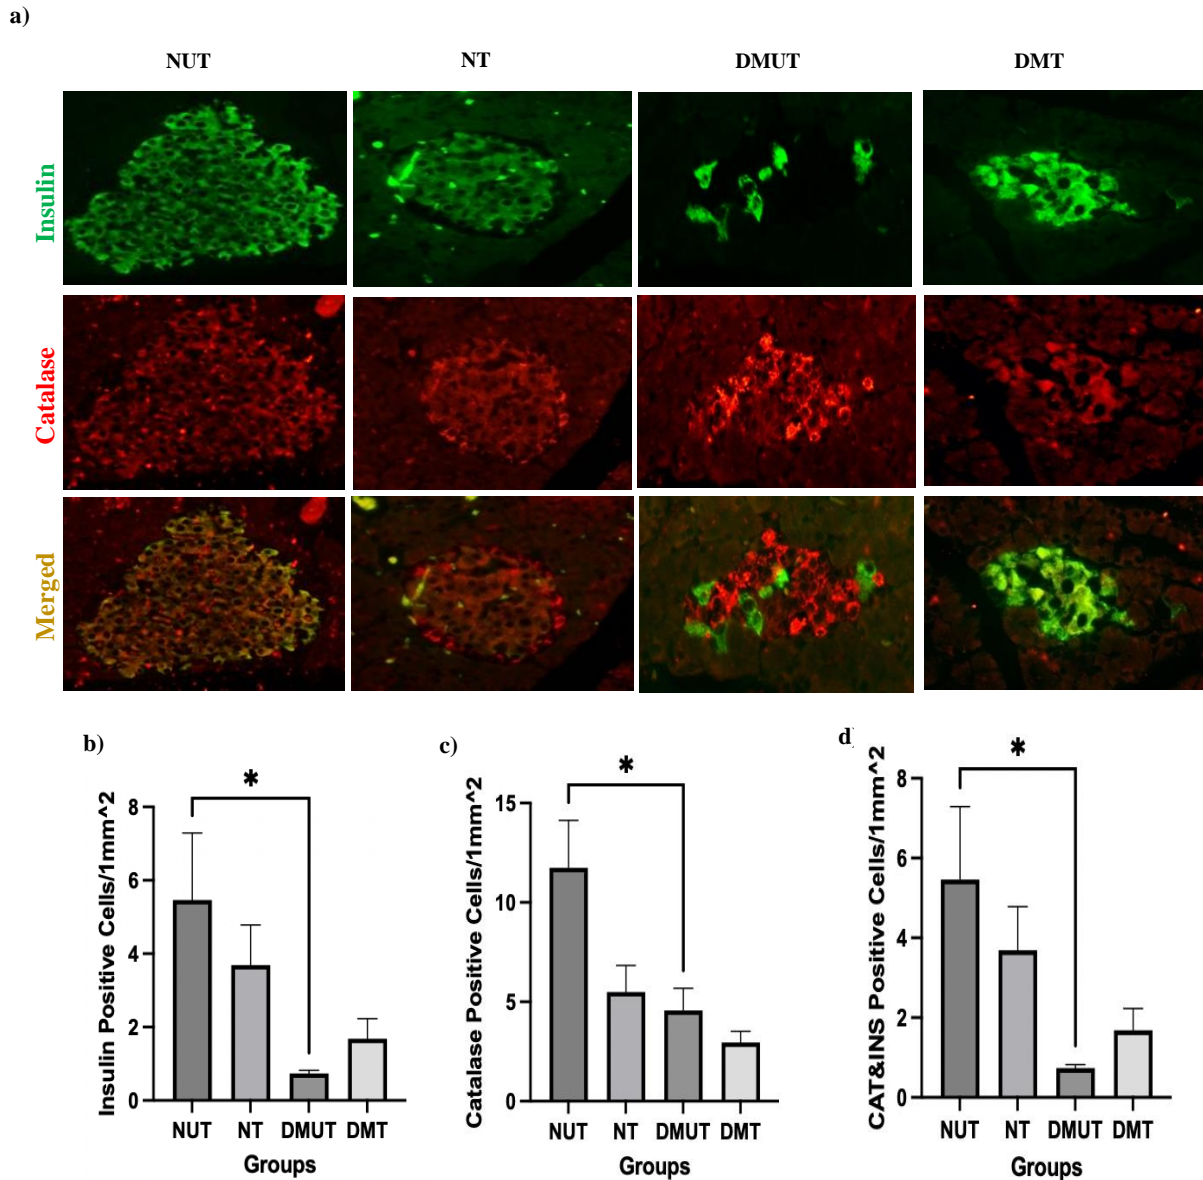 a)
NUT NT DMUT DMT
Insulin
Catalase
Merged
b)
*
Insulin Positive Cells/1mm^2
8
6
4
2
0
NUT NT DMUT DMT
Groups
c)
*
Catalase Positive Cells/1mm^2
15
10
5
0
NUT NT DMUT DMT
Groups
d)
*
CAT&INS Positive Cells/1mm^2
8
6
4
2
0
NUT NT DMUT DMT
Groups